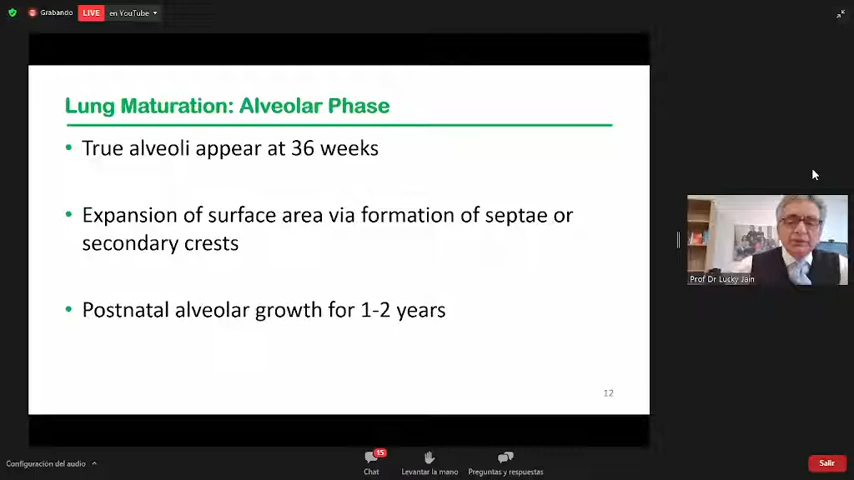 Grabando
LIVE
en YouTube
Lung Maturation: Alveolar Phase
• True alveoli appear at 36 weeks
• Expansion of surface area via formation of septae or
secondary crests
• Postnatal alveolar growth for 1-2 years
12
Prof Dr Lucky Jain
Configuración del audio
15
Chat
Levantar la mano
Preguntas y respuestas
Salir